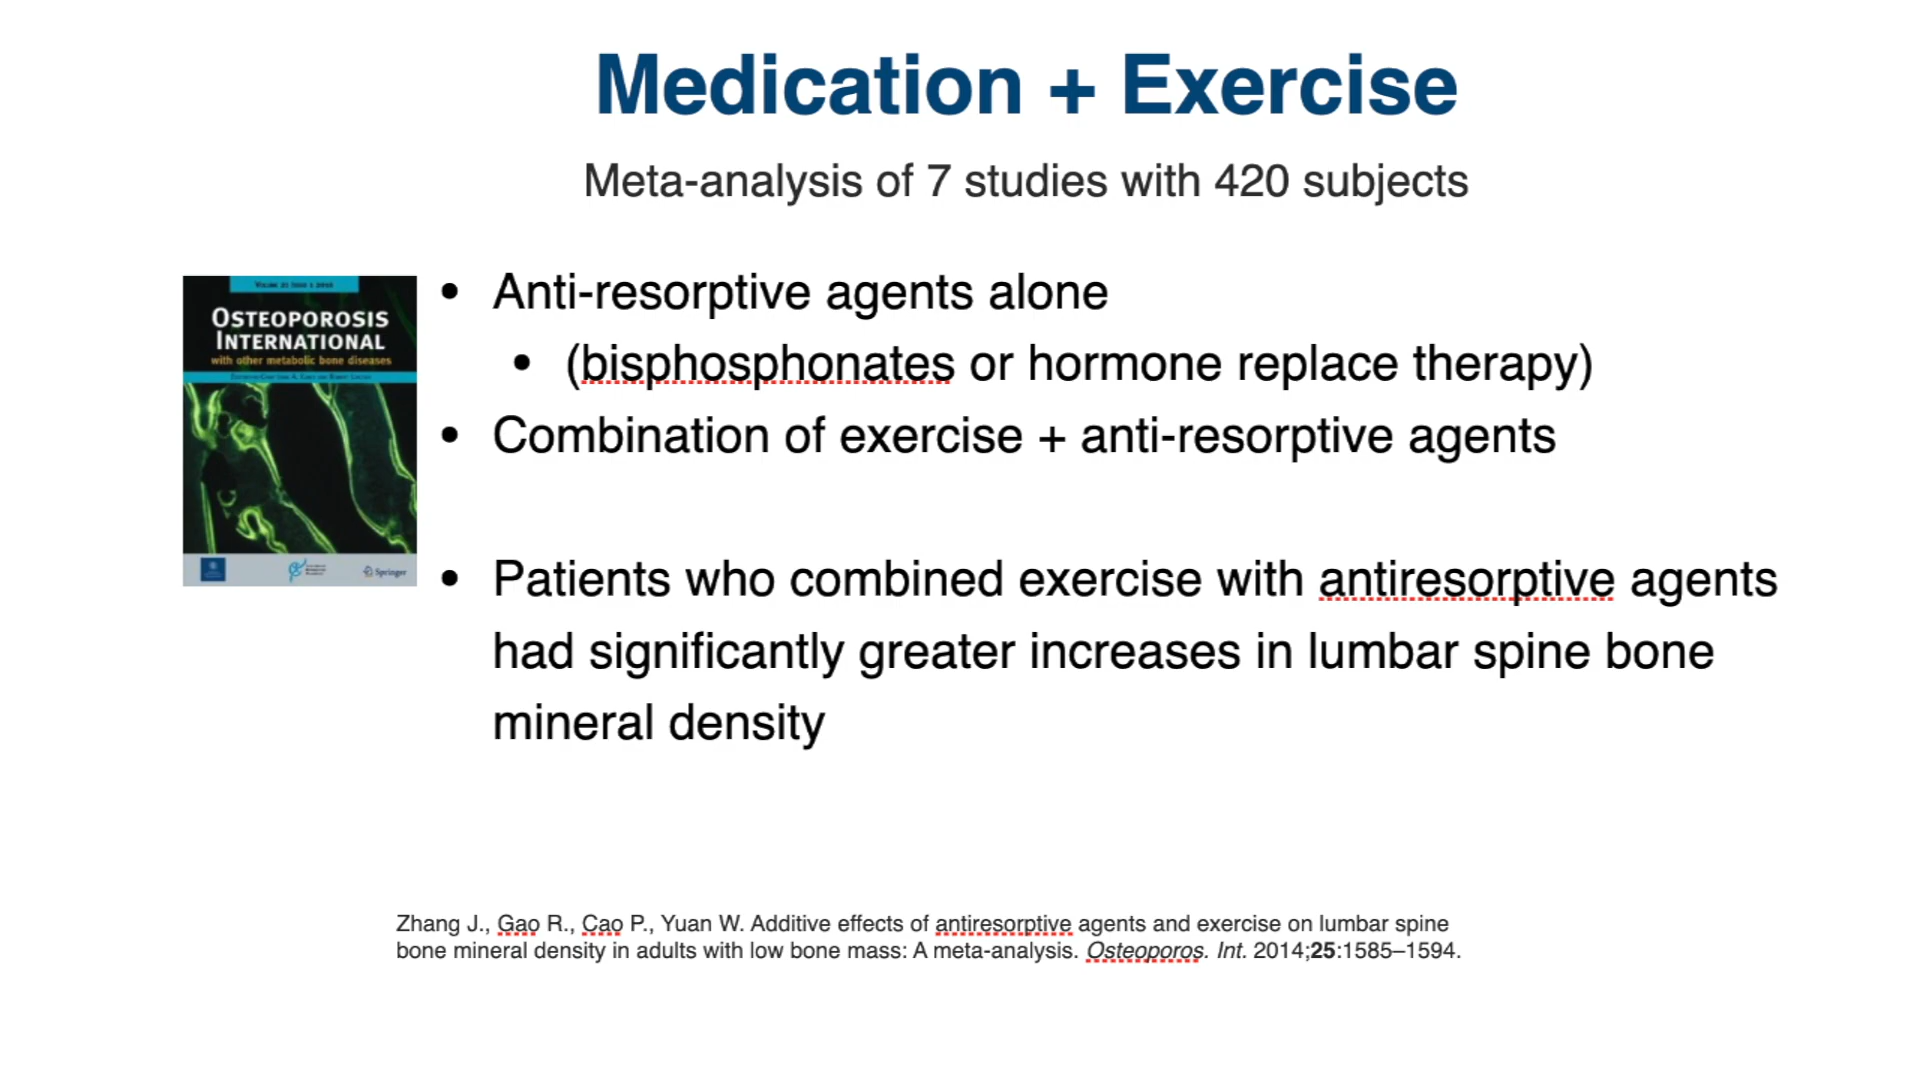 Medication + Exercise
Meta-analysis of 7 studies with 420 subjects
OSTEOPOROSIS
INTERNATIONAL
with other metabolic bone diseases
Springer
• Anti-resorptive agents alone
• (bisphosphonates or hormone replace therapy)
• Combination of exercise + anti-resorptive agents
• Patients who combined exercise with antiresorptive agents
had significantly greater increases in lumbar spine bone
mineral density
Zhang J., Gao R., Cao P., Yuan W. Additive effects of antiresorptive agents and exercise on lumbar spine
bone mineral density in adults with low bone mass: A meta-analysis. Osteoporos. Int. 2014;25:1585–1594.